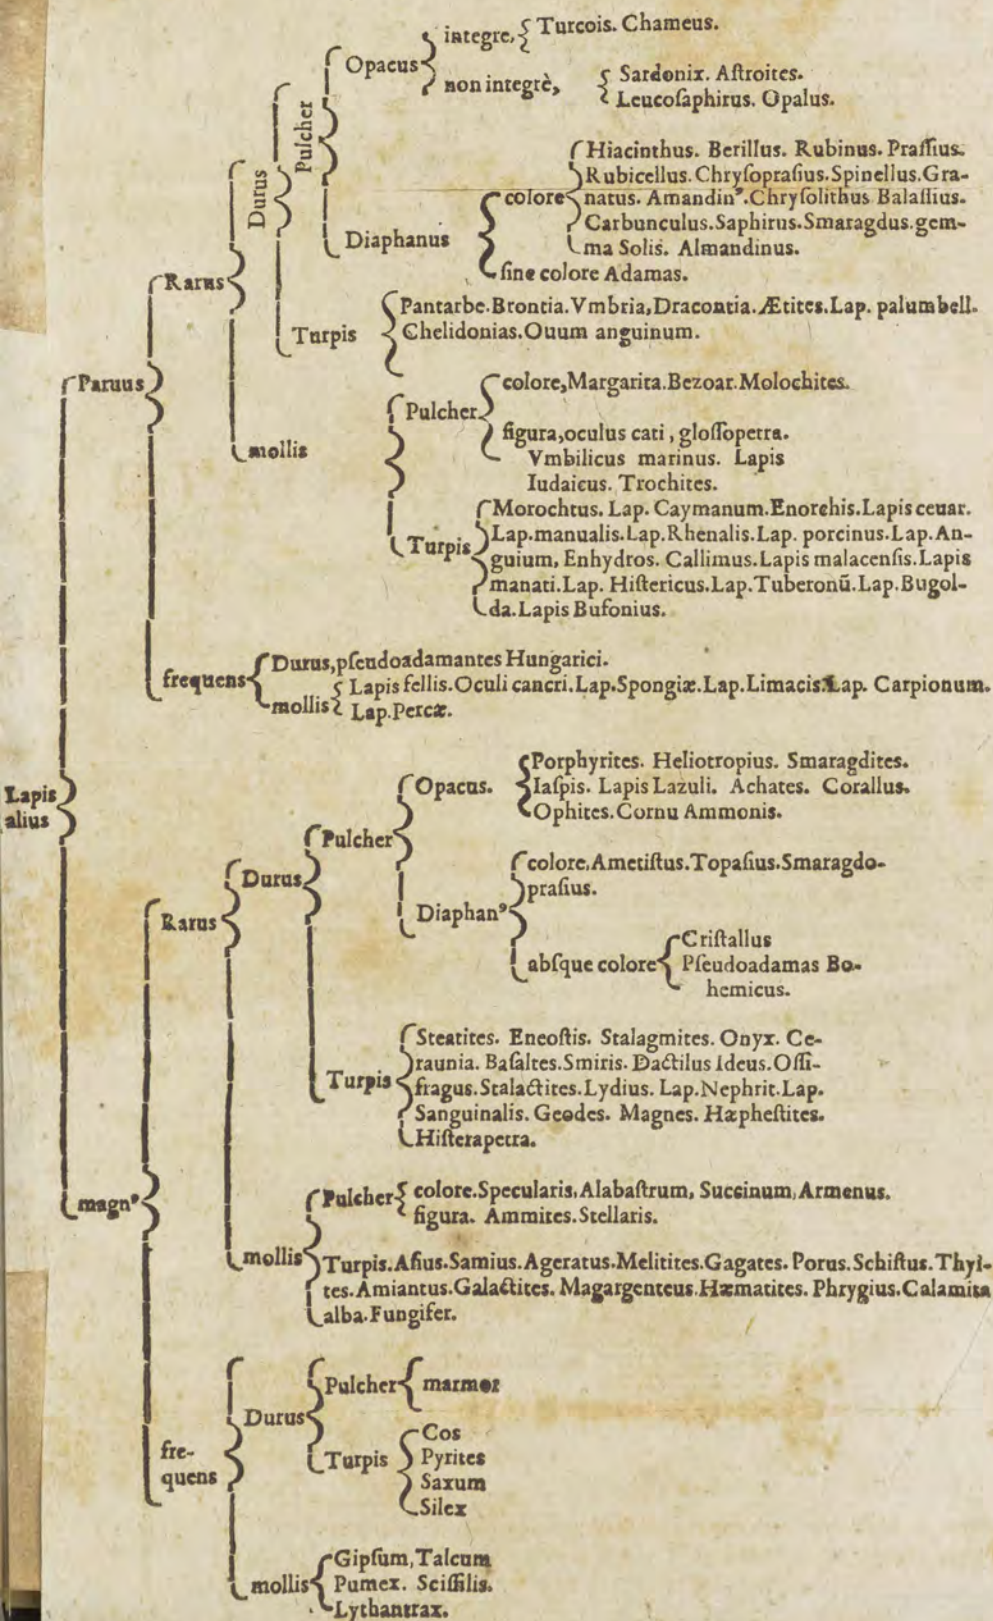 integre, Turcois. Chameus.
Opacus
non integrè, Sardonix. Aſtroites.
Leucoſaphirus. Opalus.
Pulcher
Durus
Hiacinthus. Berillus. Rubinus. Praſſius.
Rubicellus. Chryſopraſius. Spinellus. Gra-
colore natus. Amandinꝰ. Chryſolithus Balaſſius.
Carbunculus. Saphirus. Smaragdus. gem-
ma Solis. Almandinus.
Diaphanus
ſine colore Adamas.
Rarus
Pantarbe. Brontia. Vmbria, Dracontia. Ætites. Lap. palumbell.
Turpis Chelidonias. Ouum anguinum.
Paruus
colore, Margarita. Bezoar. Molochites.
Pulcher
figura, oculus cati, gloſſopetra.
Vmbilicus marinus. Lapis
Iudaicus. Trochites.
mollis
Morochtus. Lap. Caymanum. Enorchis. Lapis ceuar.
Turpis Lap. manualis. Lap. Rhenalis. Lap. porcinus. Lap. An-
guium, Enhydros. Callimus. Lapis malacenſis. Lapis
manati. Lap. Hiſtericus. Lap. Tuberonū. Lap. Bugol-
da. Lapis Bufonius.
Durus, pſeudoadamantes Hungarici.
frequens
mollis Lapis fellis. Oculi cancri. Lap. Spongiæ. Lap. Limacis. Lap. Carpionum.
Lap. Percæ.
Lapis
alius
Porphyrites. Heliotropius. Smaragdites.
Opacus. Iaſpis. Lapis Lazuli. Achates. Corallus.
Ophites. Cornu Ammonis.
Pulcher
Durus
colore, Ametiſtus. Topaſius. Smaragdo-
praſius.
Diaphanꝰ
Rarus
abſque colore Criſtallus
Pſeudoadamas Bo-
hemicus.
Steatites. Eneoſtis. Stalagmites. Onyx. Ce-
raunia. Baſaltes. Smiris. Dactilus Ideus. Oſſi-
Turpis fragus. Stalactites. Lydius. Lap. Nephrit. Lap.
Sanguinalis. Geodes. Magnes. Hæpheſtites.
Hiſterapetra.
magnꝰ
Pulcher colore. Specularis, Alabaſtrum, Succinum, Armenus.
figura. Ammites. Stellaris.
mollis
Turpis. Aſius. Samius. Ageratus. Melitites. Gagates. Porus. Schiſtus. Thyi-
tes. Amiantus. Galactites. Magargenteus. Hæmatites. Phrygius. Calamita
alba. Fungifer.
Pulcher marmor
Durus
Turpis Cos
Pyrites
Saxum
Silex
fre-
quens
Gipſum, Talcum
mollis Pumex. Sciſſilis.
Lythantrax.